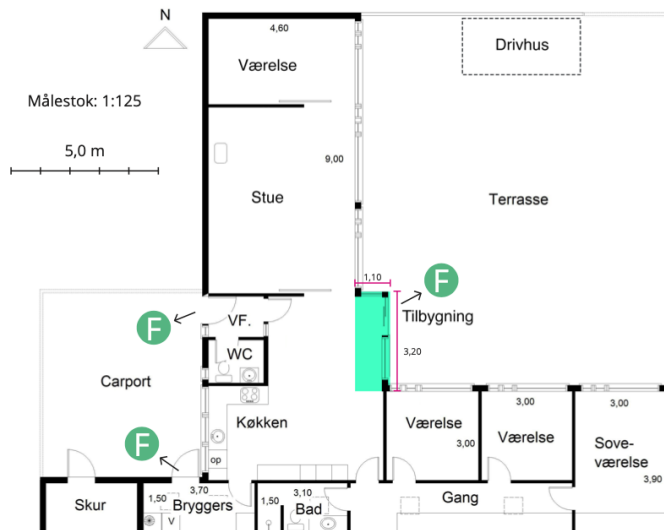 N
4,60
Værelse
Drivhus
Målestok: 1:125
5,0 m
9,00
Stue
Terrasse
1,10
F
F
VF.
Tilbygning
WC
3,20
Carport
Køkken
3,00
3,00
Værelse
Værelse
3,00
F
op
Sove-
værelse
3,90
3,70
3,10
Gang
1,50
Bryggers
1,50
Bad
Skur
V